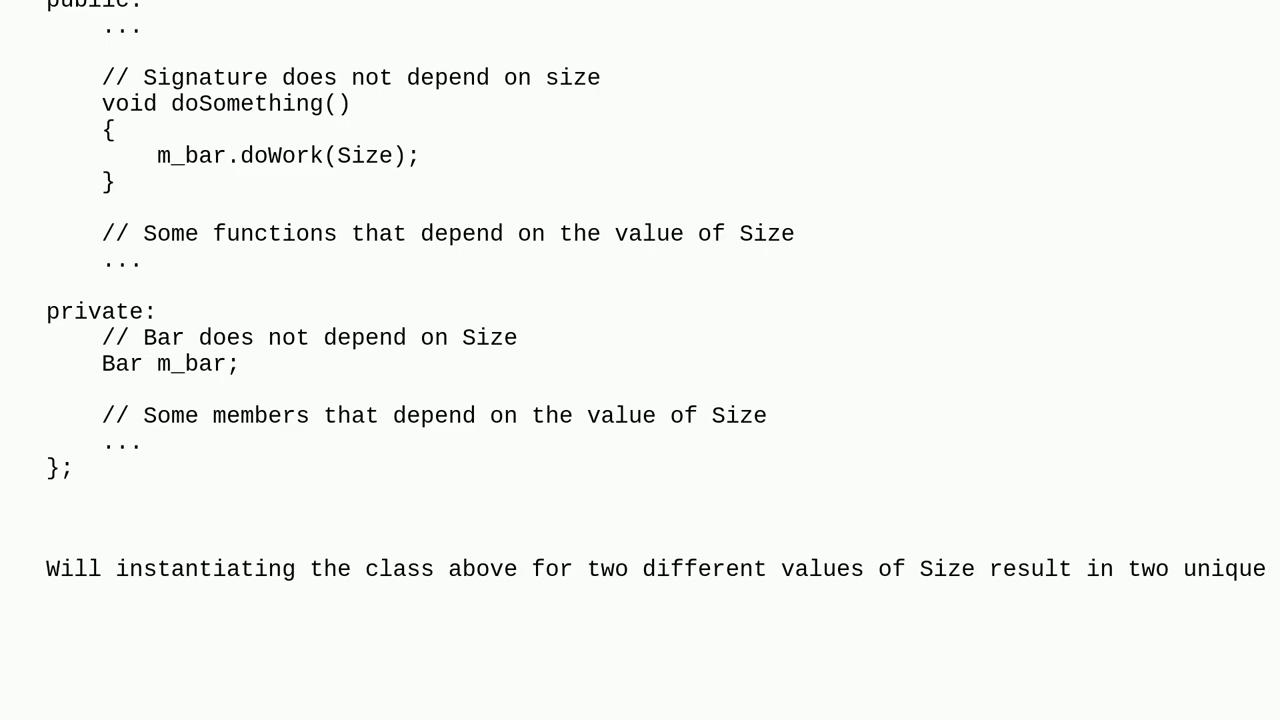 public:
...
// Signature does not depend on size
void doSomething()
{
m_bar.doWork(Size);
}
// Some functions that depend on the value of Size
...
private:
// Bar does not depend on Size
Bar m_bar;
// Some members that depend on the value of Size
...
};
Will instantiating the class above for two different values of Size result in two unique